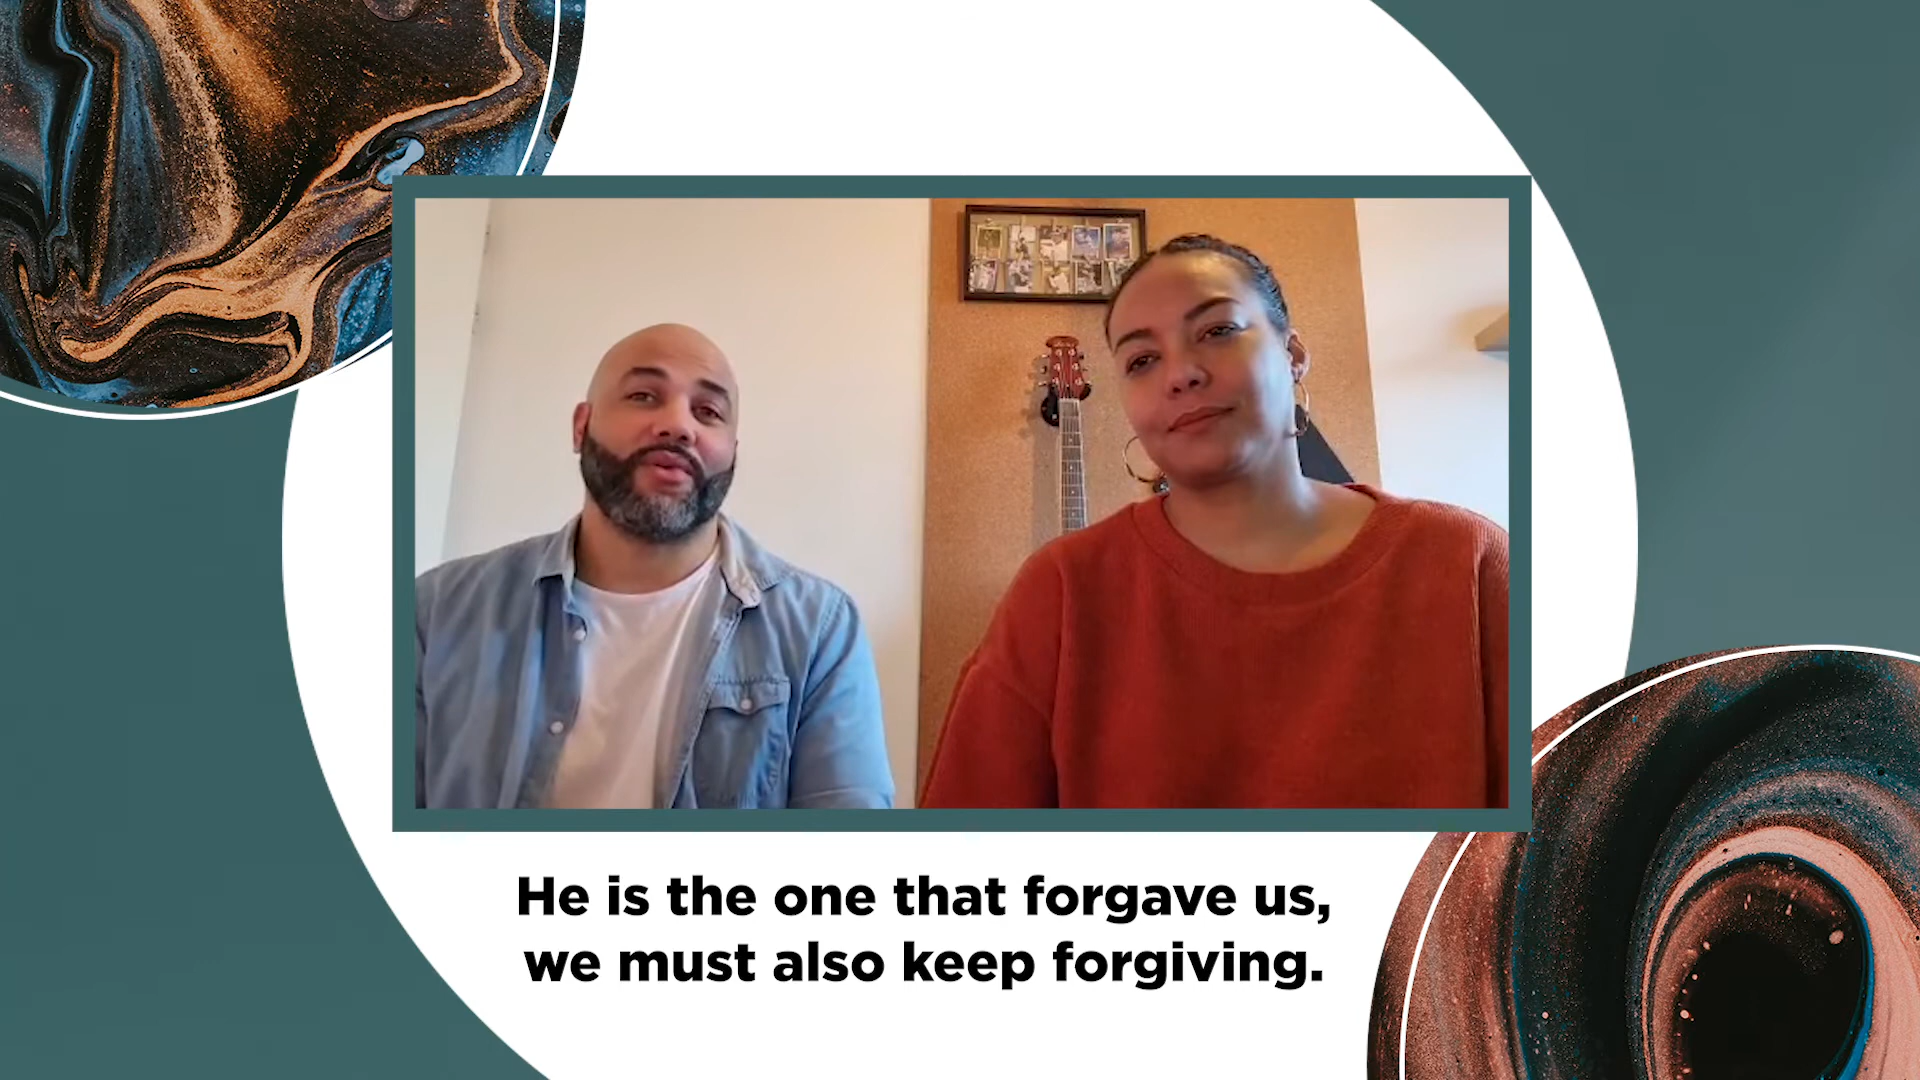 He is the one that forgave us,
we must also keep forgiving.